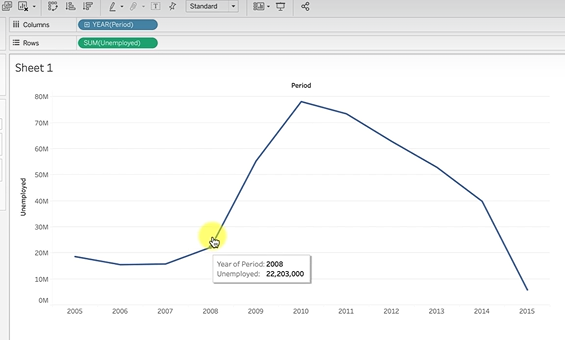 Standard
Columns
YEAR(Period)
Rows
SUM(Unemployed)
Sheet 1
Period
80M
70M
60M
50M
40M
30M
20M
10M
0M
Unemployed
Year of Period: 2008
Unemployed: 22,203,000
2005 2006 2007 2008 2009 2010 2011 2012 2013 2014 2015